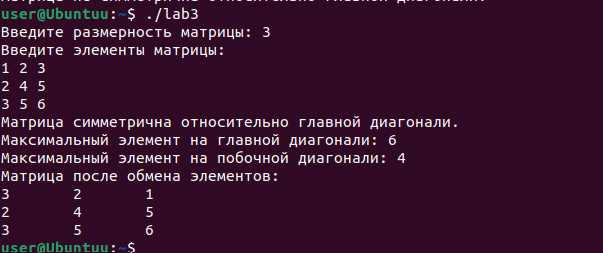 user@Ubuntuu:~$ ./lab3
Введите размерность матрицы: 3
Введите элементы матрицы:
1 2 3
2 4 5
3 5 6
Матрица симметрична относительно главной диагонали.
Максимальный элемент на главной диагонали: 6
Максимальный элемент на побочной диагонали: 4
Матрица после обмена элементов:
3 2 1
2 4 5
3 5 6
user@Ubuntuu:~$